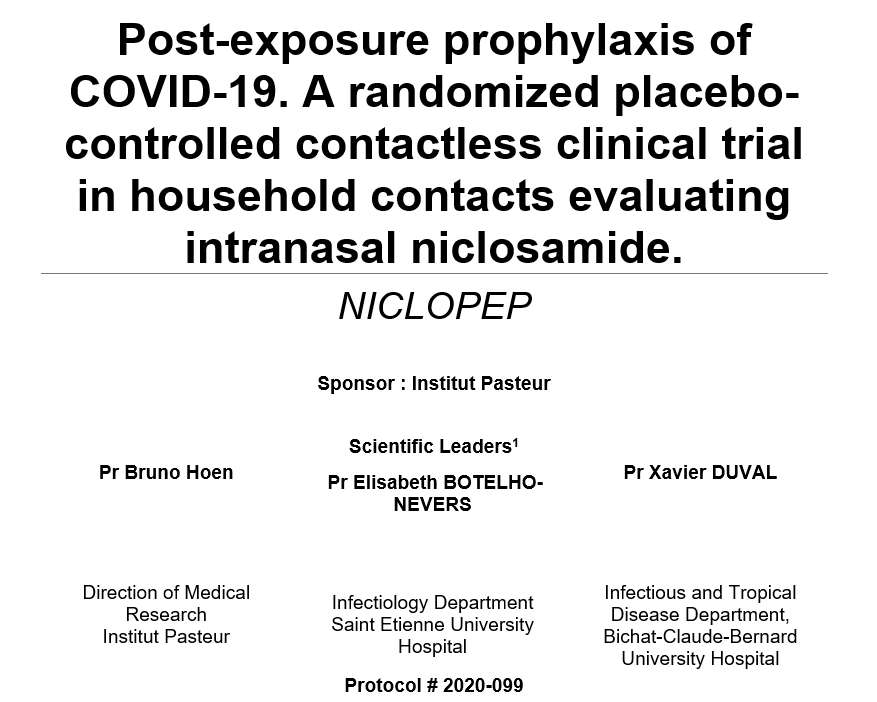 Post-exposure prophylaxis of
COVID-19. A randomized placebo-
controlled contactless clinical trial
in household contacts evaluating
intranasal niclosamide.
NICLOPEP
Sponsor : Institut Pasteur
Scientific Leaders¹
Pr Bruno Hoen
Pr Elisabeth BOTELHO-
NEVERS
Pr Xavier DUVAL
Direction of Medical
Research
Institut Pasteur
Infectiology Department
Saint Etienne University
Hospital
Infectious and Tropical
Disease Department,
Bichat-Claude-Bernard
University Hospital
Protocol # 2020-099